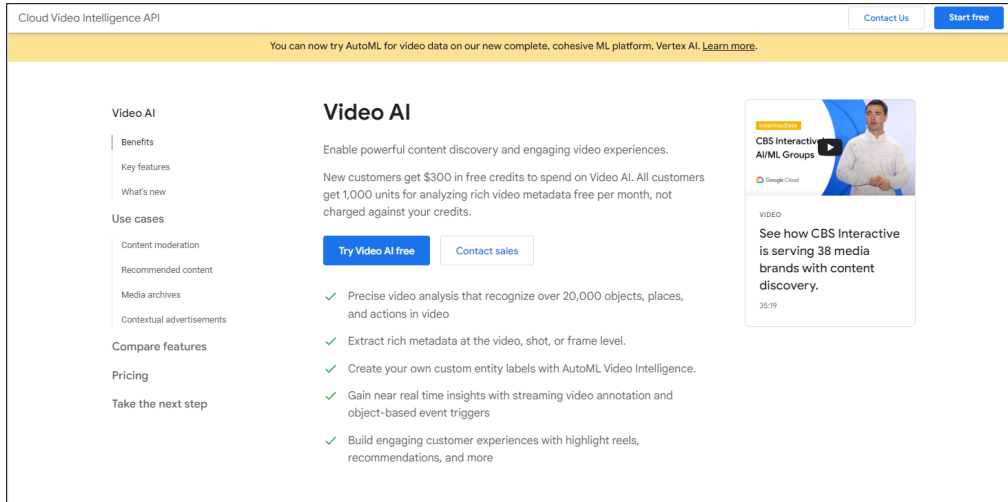 Cloud Video Intelligence API
Contact Us
Start free
You can now try AutoML for video data on our new complete, cohesive ML platform, Vertex AI. Learn more.
Video AI
Benefits
Key features
What's new
Use cases
Content moderation
Recommended content
Media archives
Contextual advertisements
Compare features
Pricing
Take the next step
Video AI
Enable powerful content discovery and engaging video experiences.
New customers get $300 in free credits to spend on Video AI. All customers
get 1,000 units for analyzing rich video metadata free per month, not
charged against your credits.
Try Video AI free
Contact sales
Precise video analysis that recognize over 20,000 objects, places,
and actions in video
Extract rich metadata at the video, shot, or frame level.
Create your own custom entity labels with AutoML Video Intelligence.
Gain near real time insights with streaming video annotation and
object-based event triggers
Build engaging customer experiences with highlight reels,
recommendations, and more
Intermediate
CBS Interactive
AI/ML Groups
Google Cloud
VIDEO
See how CBS Interactive
is serving 38 media
brands with content
discovery.
35:19